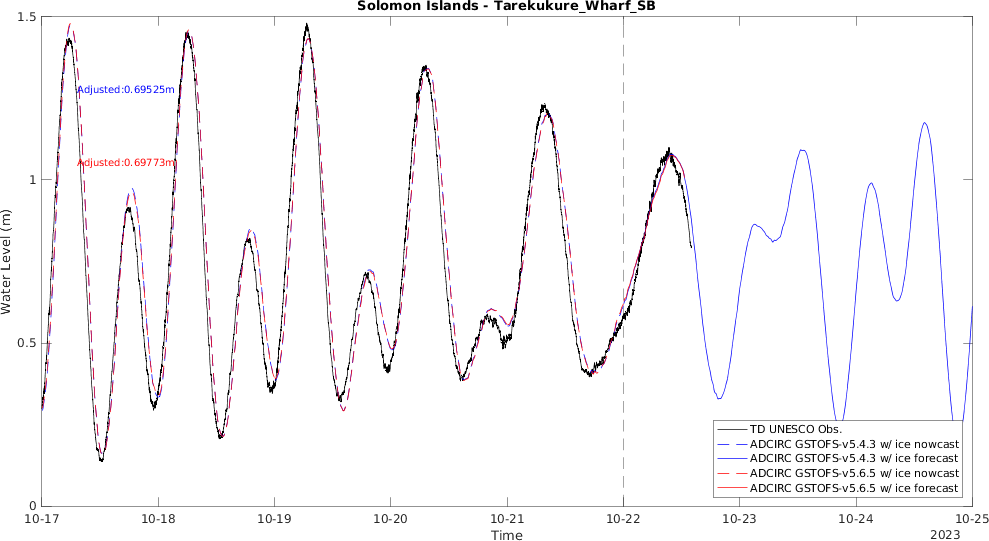 Solomon Islands - Tarekukure_Wharf_SB
1.5
Adjusted:0.69525m
Adjusted:0.69773m
1
Water Level (m)
0.5
TD UNESCO Obs.
ADCIRC GSTOFS-v5.4.3 w/ ice nowcast
ADCIRC GSTOFS-v5.4.3 w/ ice forecast
ADCIRC GSTOFS-v5.6.5 w/ ice nowcast
ADCIRC GSTOFS-v5.6.5 w/ ice forecast
0
10-17 10-18 10-19 10-20 10-21 10-22 10-23 10-24 10-25
Time
2023